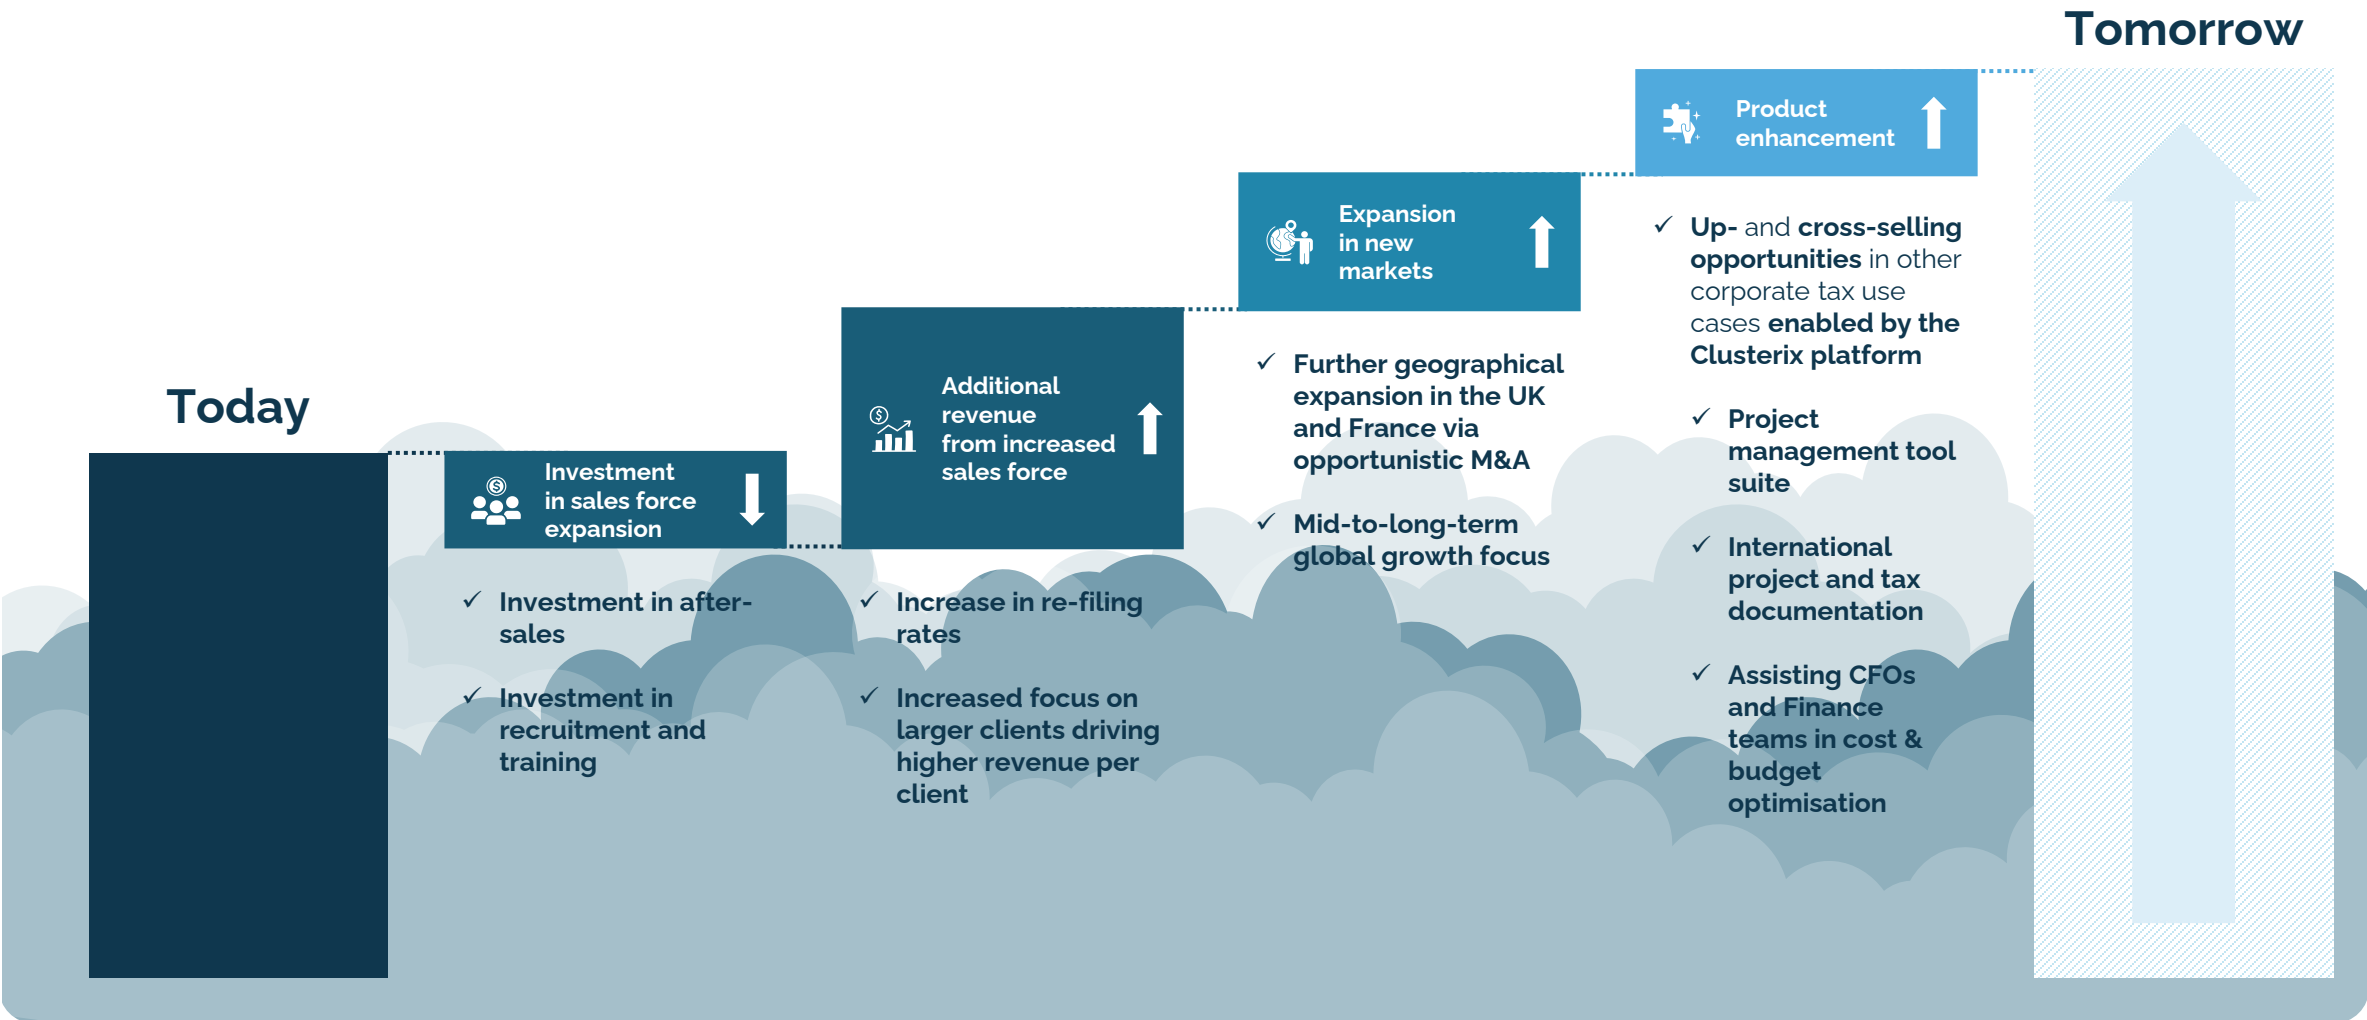 Tomorrow
Today
Investment
in sales force
expansion
✓ Investment in after-
sales
✓ Investment in
recruitment and
training
Additional
revenue
from increased
sales force
✓ Increase in re-filing
rates
✓ Increased focus on
larger clients driving
higher revenue per
client
Expansion
in new
markets
✓ Further geographical
expansion in the UK
and France via
opportunistic M&A
✓ Mid-to-long-term
global growth focus
Product
enhancement
✓ Up- and cross-selling
opportunities in other
corporate tax use
cases enabled by the
Clusterix platform
✓ Project
management tool
suite
✓ International
project and tax
documentation
✓ Assisting CFOs
and Finance
teams in cost &
budget
optimisation